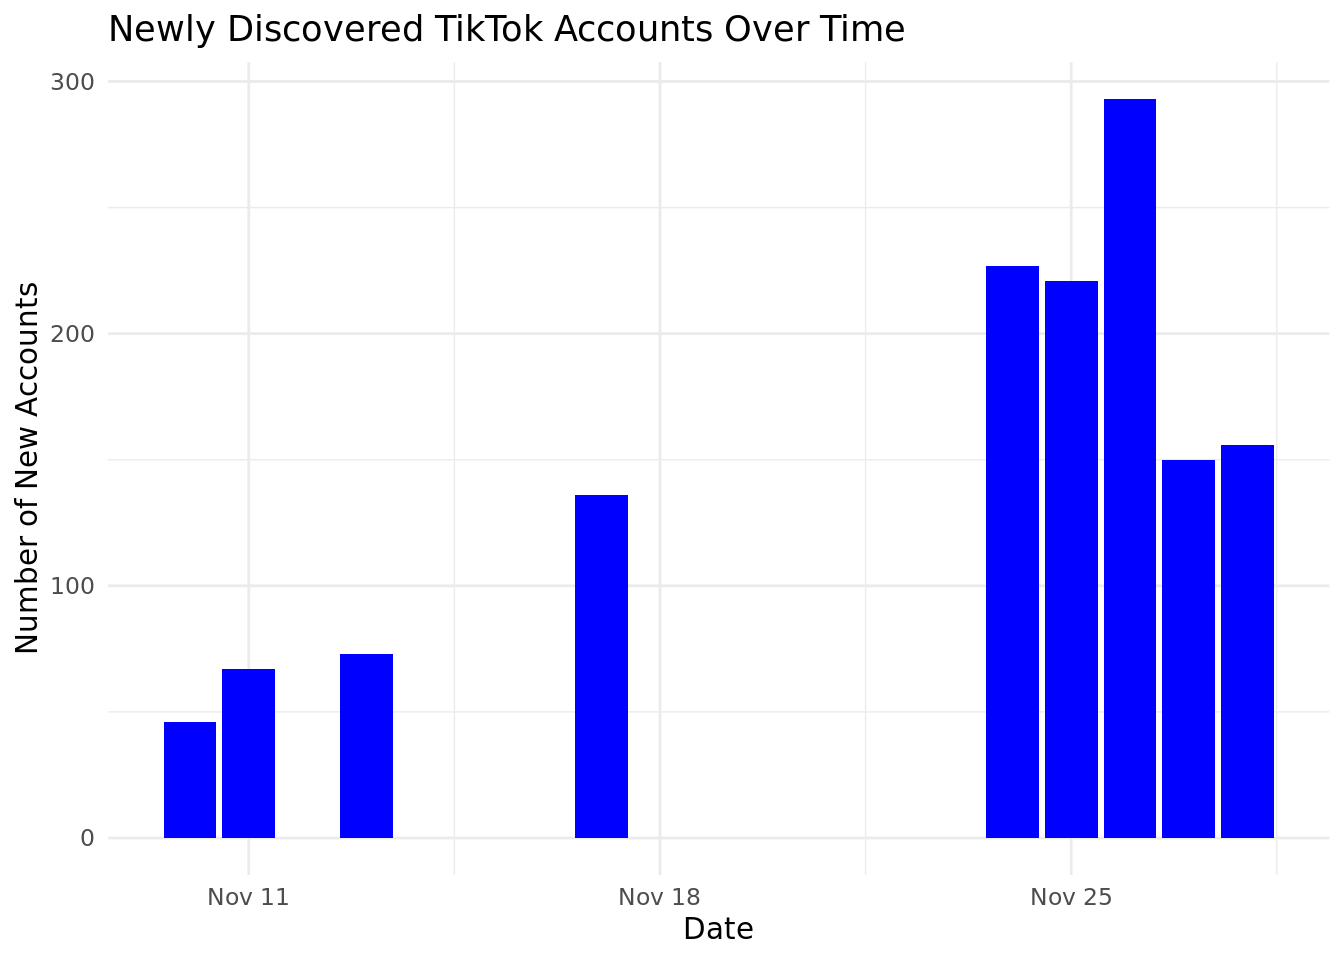 Newly Discovered TikTok Accounts Over Time
Number of New Accounts
300
200
100
0
Nov 11
Nov 18
Nov 25
Date